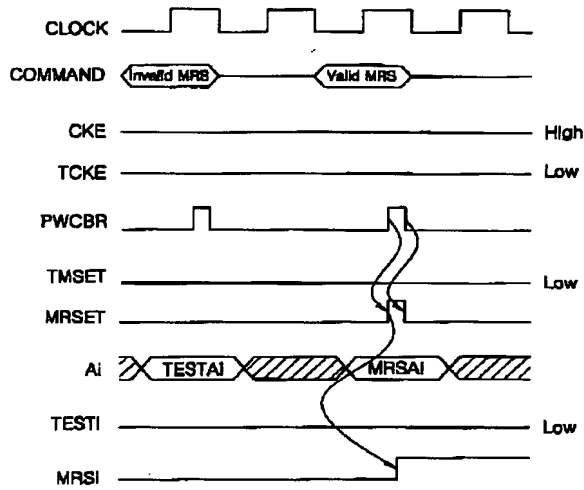 CLOCK
COMMAND Invalid MRS Valid MRS
CKE High
TCKE Low
PWCBR
TMSET Low
MRSET
Ai TESTAi MRSAi
TESTi Low
MRSi